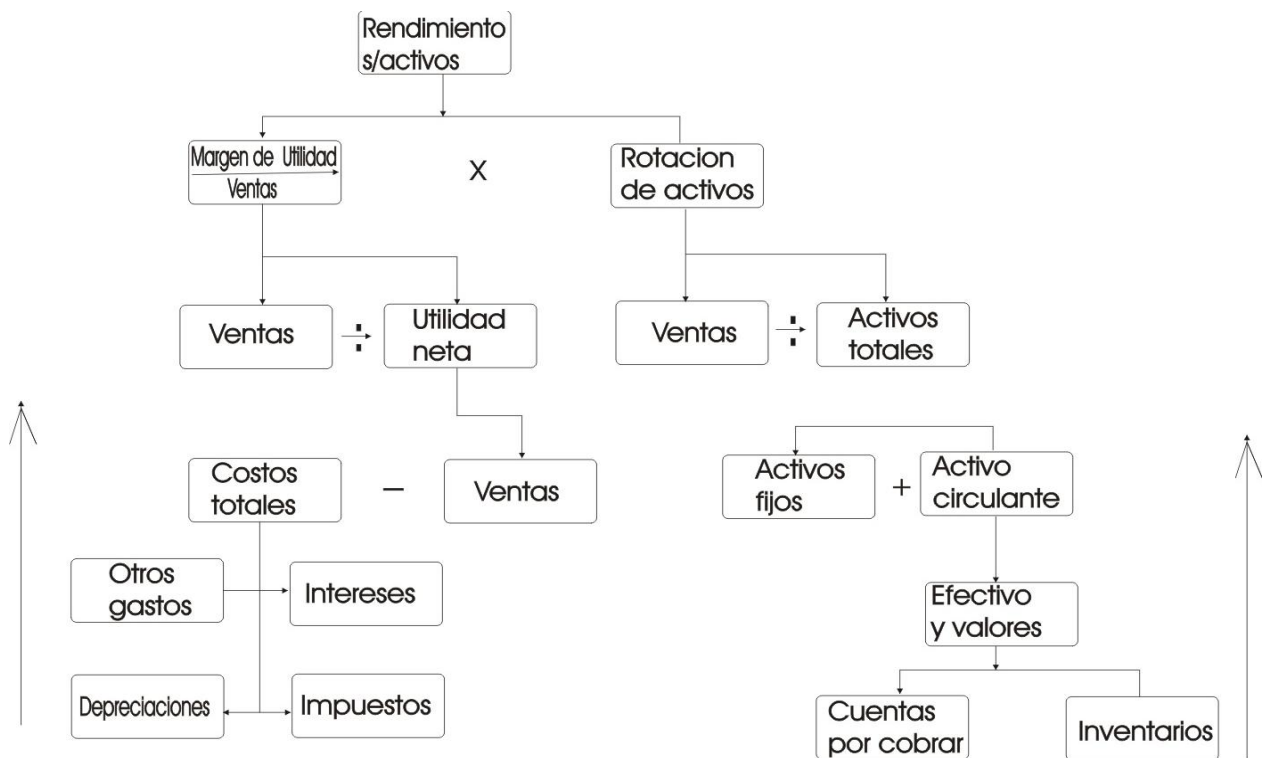 Rendimiento
s/activos
Margen de Utilidad
Ventas
X
Rotacion
de activos
Ventas
÷
Utilidad
neta
Ventas
÷
Activos
totales
Costos
totales
–
Ventas
Activos
fijos
+
Activo
circulante
Otros
gastos
Intereses
Efectivo
y valores
Depreciaciones
Impuestos
Cuentas
por cobrar
Inventarios